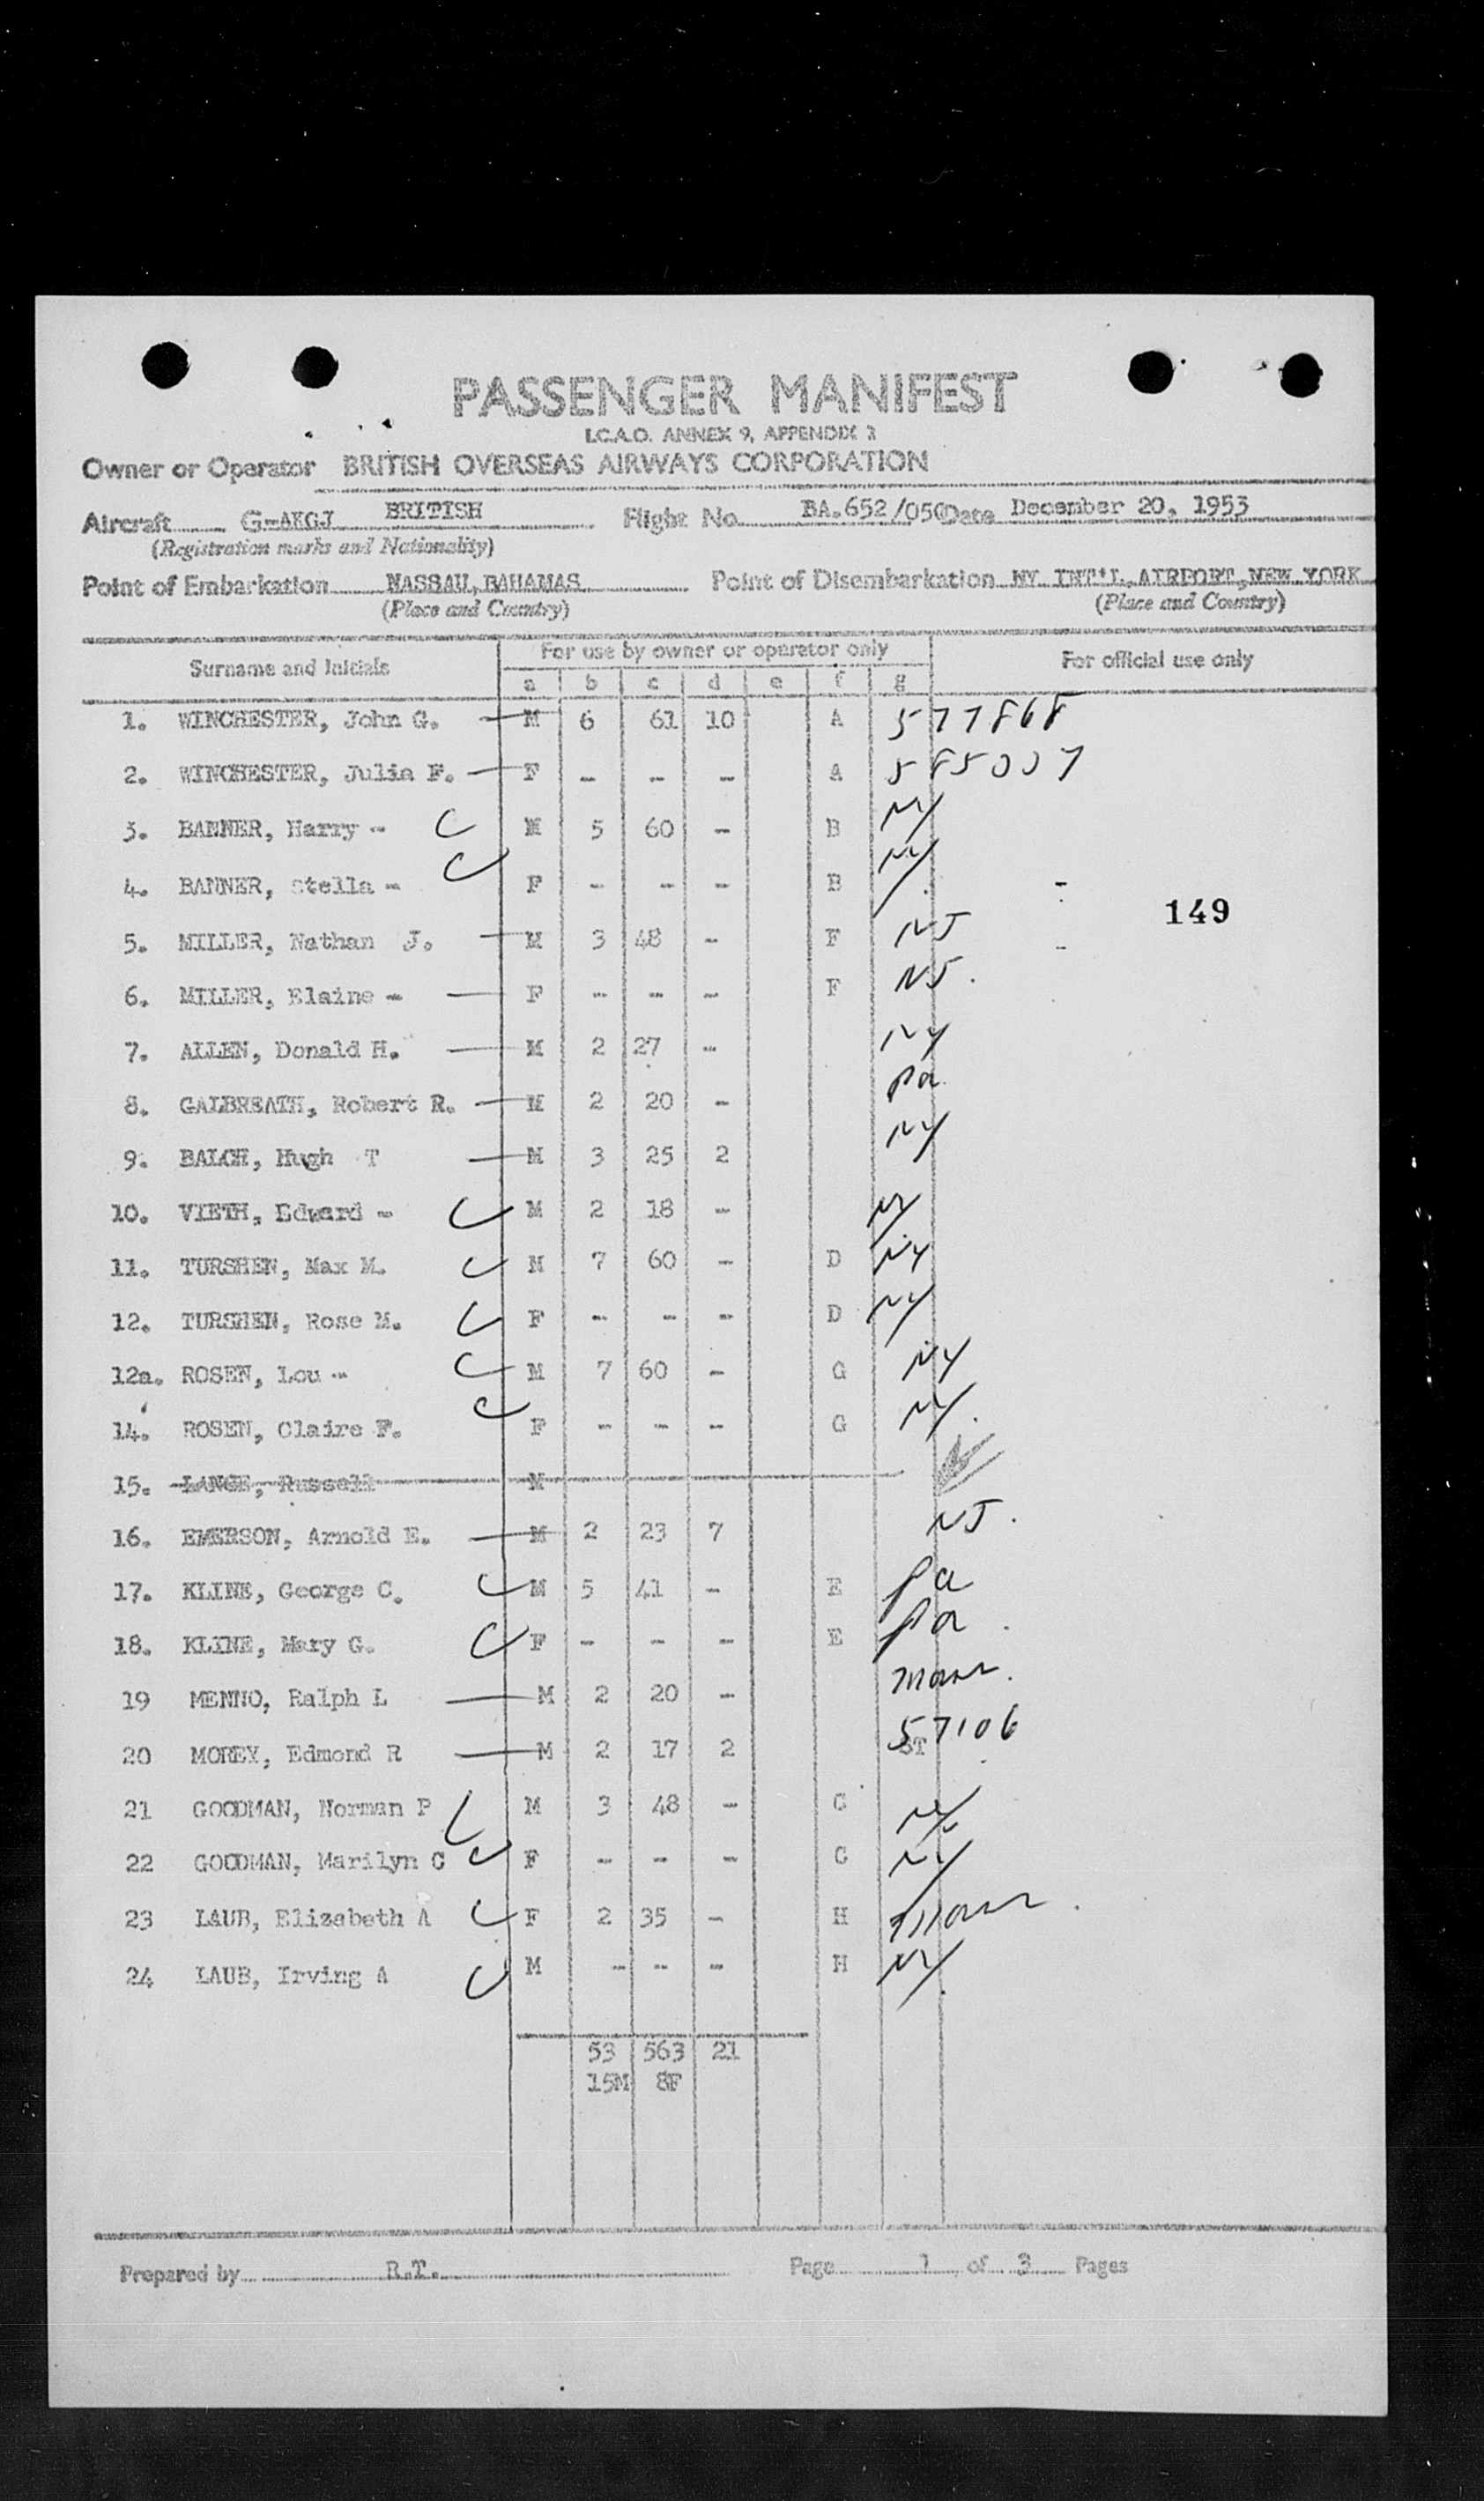 PASSENGER MANIFEST
I.C.A.O. ANNEX 9, APPENDIX 3
Owner or Operator BRITISH OVERSEAS AIRWAYS CORPORATION
Aircraft G-AKGJ BRITISH Flight No. BA.652/050 Date December 20, 1953
(Registration marks and Nationality)
Point of Embarkation NASSAU, BAHAMAS Point of Disembarkation NY INT'L AIRPORT, NEW YORK
(Place and Country) (Place and Country)
Surname and Initials For use by owner or operator only For official use only
a b c d e f g
1. WINCHESTER, John G. M 6 61 10 A 577868
2. WINCHESTER, Julia F. F - - - A
3. BANNER, Harry - M 5 60 - B NY
4. BANNER, Stella - F - - - B NY
149
5. MILLER, Nathan J. M 3 48 - F NJ
6. MILLER, Elaine - F - - - F NJ.
7. ALLEN, Donald H. M 2 27 - NY
8. GALBREATH, Robert R. M 2 20 - Pa
9. BALCH, Hugh T M 3 25 2 NY
10. VIETH, Edward - M 2 18 - NY
11. TURSHEN, Max M. M 7 60 - D NY
12. TURSHEN, Rose M. F - - - D NY
12a. ROSEN, Lou - M 7 60 - G NY
14. ROSEN, Claire F. F - - - G NY.
15. LANGE, Russell M
16. EMERSON, Arnold E. M 2 23 7 NJ.
17. KLINE, George C. M 5 41 - E Pa
18. KLINE, Mary G. F - - - E Pa.
19 MENNO, Ralph L M 2 20 - Mass.
20 MOREY, Edmond R M 2 17 2 57106
21 GOODMAN, Norman P M 3 48 - C NY
22 GOODMAN, Marilyn C F - - - C NY
23 LAUB, Elizabeth A F 2 35 - H Mass.
24 LAUB, Irving A M - - - H NY.
53 563 21
15M 8F
Prepared by R.T. Page 1 of 3 Pages